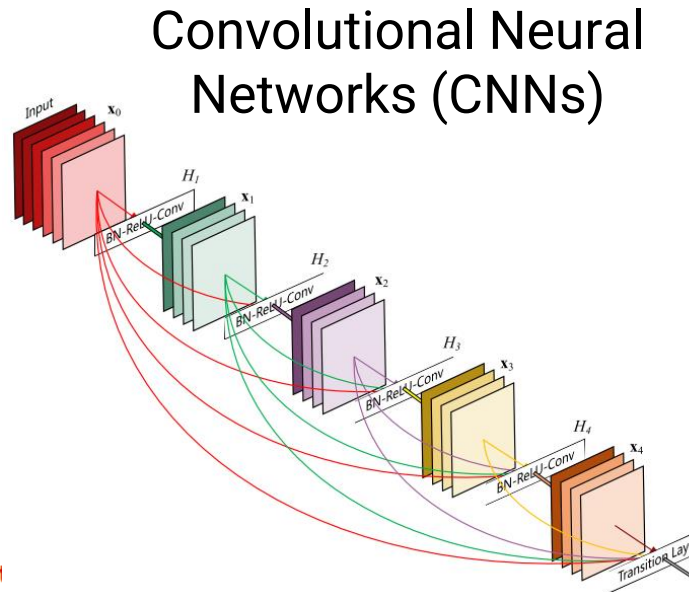 Convolutional Neural
Networks (CNNs)
Input
x₀
H₁
BN-ReLU-Conv
x₁
H₂
BN-ReLU-Conv
x₂
H₃
BN-ReLU-Conv
x₃
H₄
BN-ReLU-Conv
x₄
Transition Lay